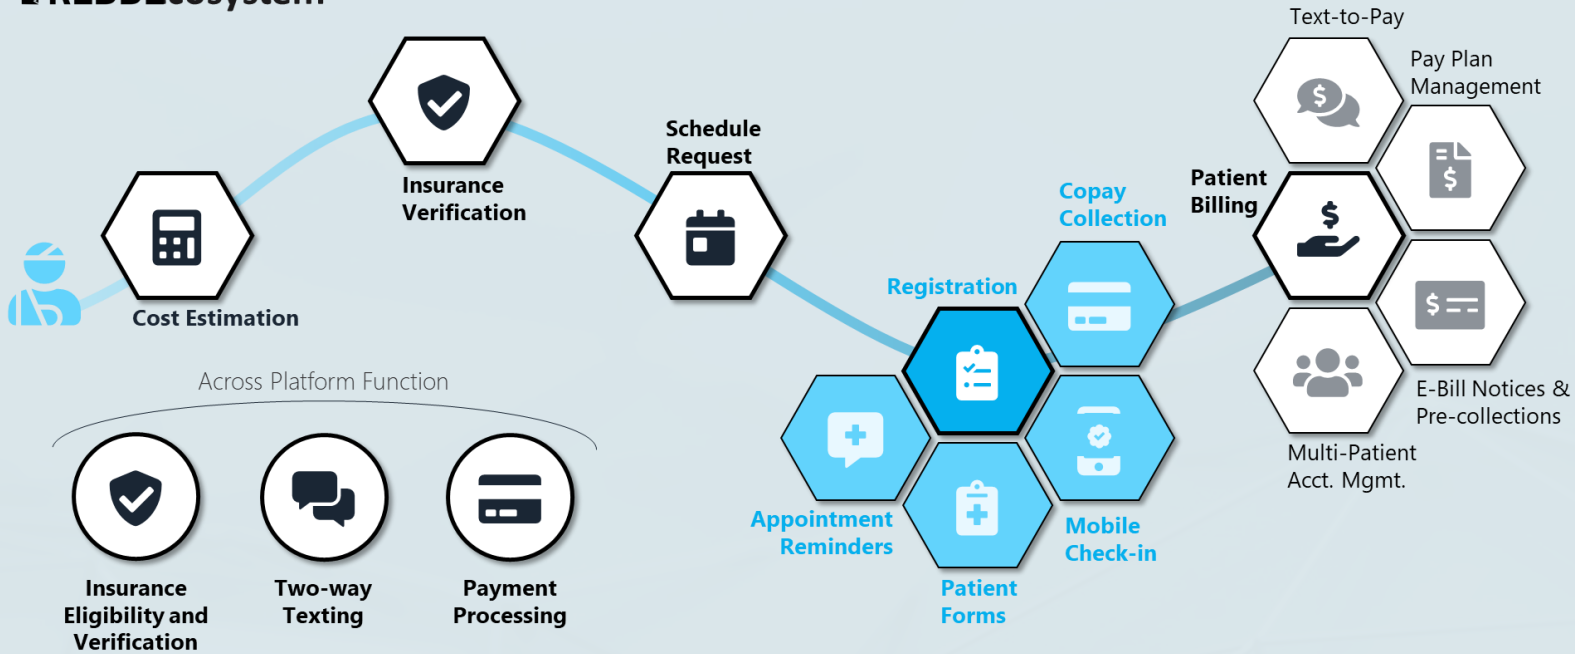 Text-to-Pay
Pay Plan
Management
Schedule
Request
Insurance
Verification
Patient
Billing
Copay
Collection
Registration
Cost Estimation
Across Platform Function
E-Bill Notices &
Pre-collections
Multi-Patient
Acct. Mgmt.
Appointment
Reminders
Mobile
Check-in
Patient
Forms
Insurance
Eligibility and
Verification
Two-way
Texting
Payment
Processing